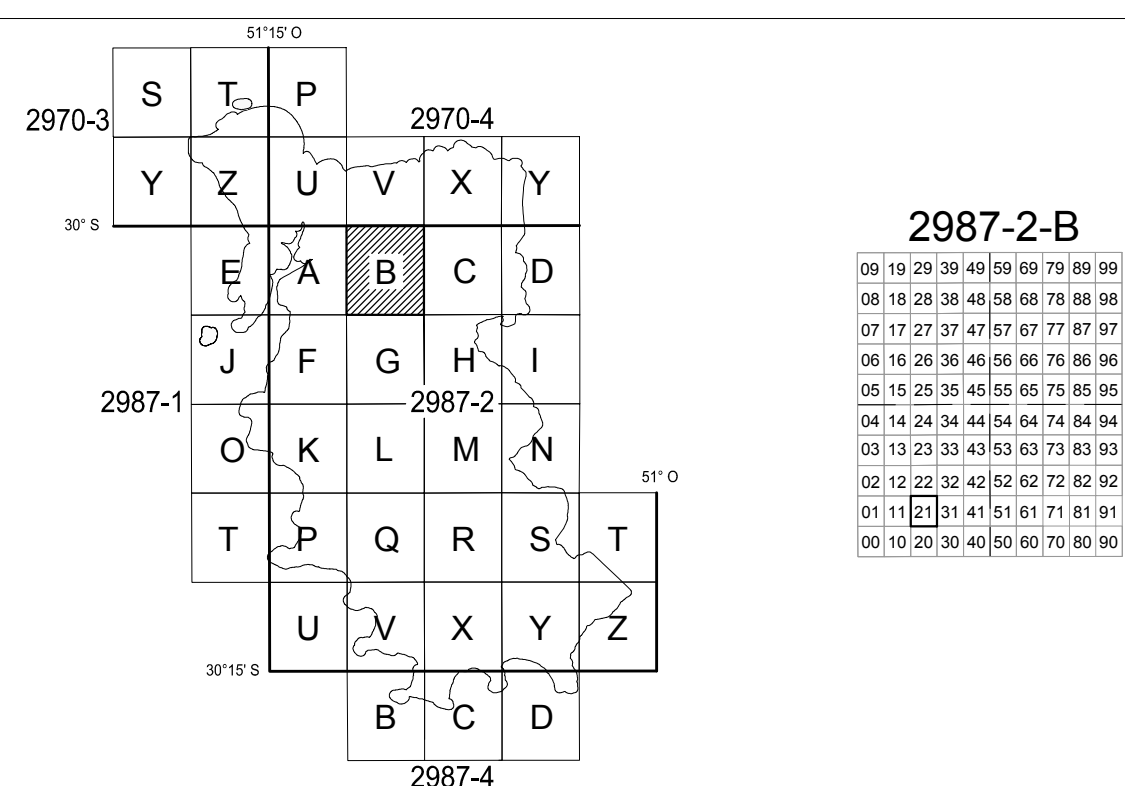 51°15' O
S T P
2970-3 2970-4
Y Z U V X Y
30° S
E A B C D
J F G H I
2987-1 2987-2
O K L M N
51° O
T P Q R S T
U V X Y Z
30°15' S
B C D
2987-4
2987-2-B
09 19 29 39 49 59 69 79 89 99
08 18 28 38 48 58 68 78 88 98
07 17 27 37 47 57 67 77 87 97
06 16 26 36 46 56 66 76 86 96
05 15 25 35 45 55 65 75 85 95
04 14 24 34 44 54 64 74 84 94
03 13 23 33 43 53 63 73 83 93
02 12 22 32 42 52 62 72 82 92
01 11 21 31 41 51 61 71 81 91
00 10 20 30 40 50 60 70 80 90